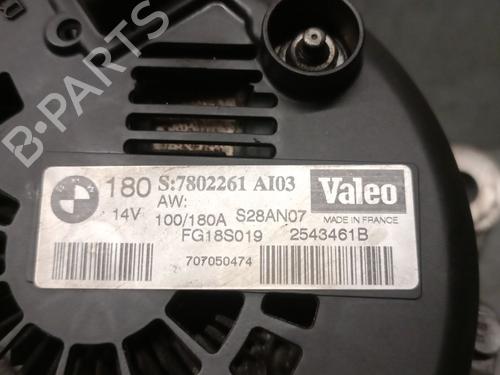 B-PARTS
180 S:7802261 AI03 Valeo
AW:
14V 100/180A S28AN07 MADE IN FRANCE
FG18S019 2543461B
707050474